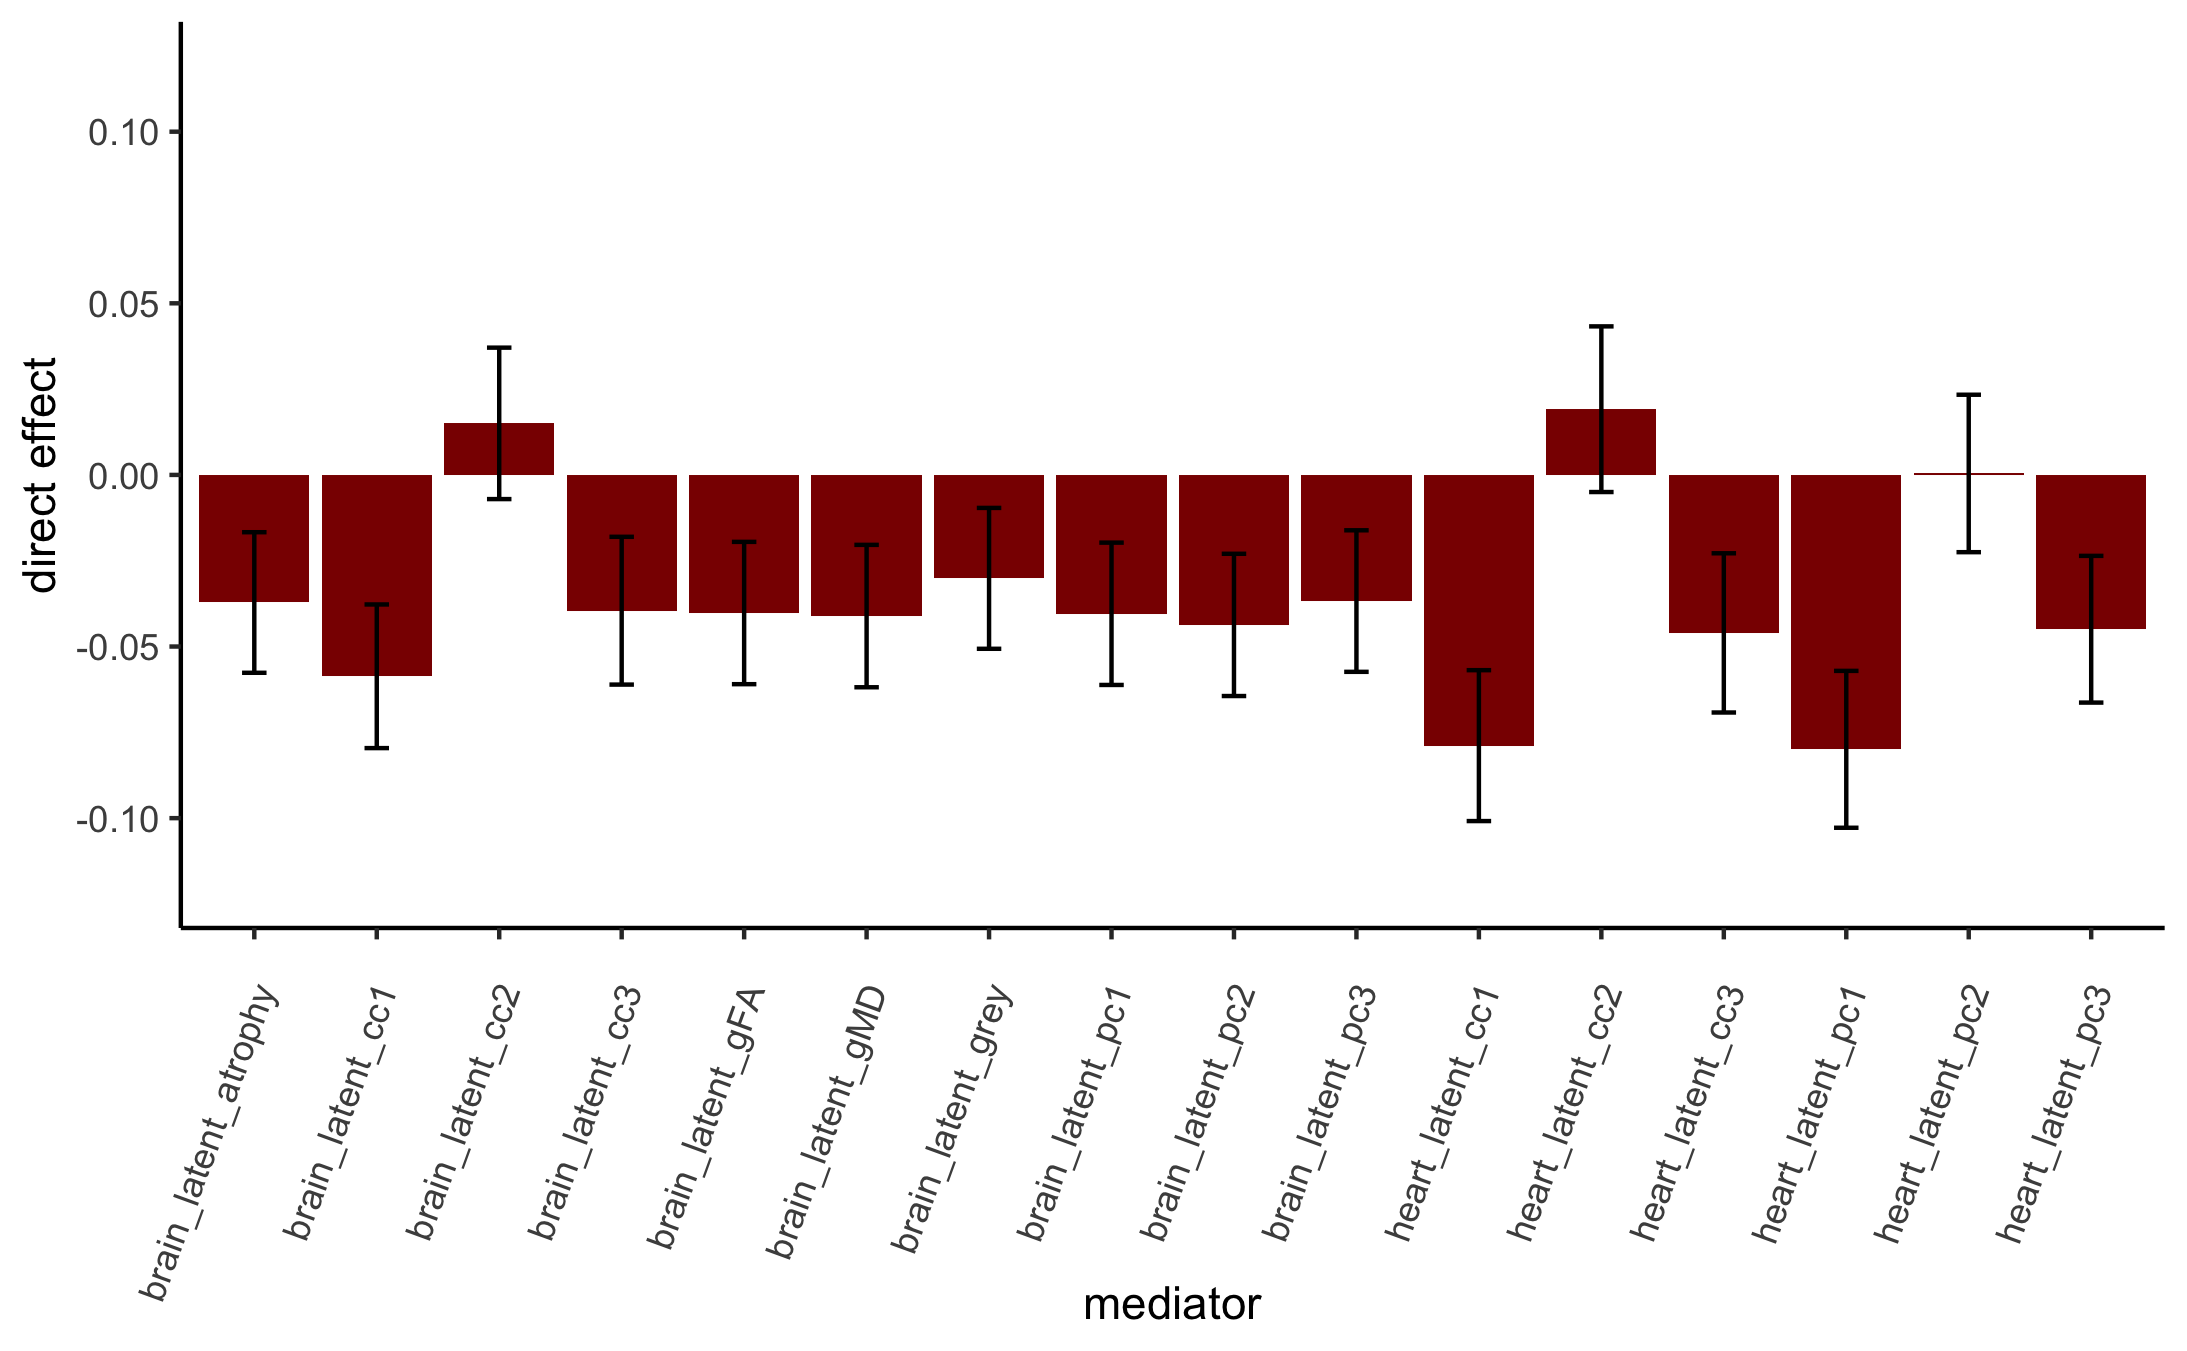 direct effect
0.10
0.05
0.00
-0.05
-0.10
brain_latent_atrophy
brain_latent_cc1
brain_latent_cc2
brain_latent_cc3
brain_latent_gFA
brain_latent_gMD
brain_latent_grey
brain_latent_pc1
brain_latent_pc2
brain_latent_pc3
heart_latent_cc1
heart_latent_cc2
heart_latent_cc3
heart_latent_pc1
heart_latent_pc2
heart_latent_pc3
mediator